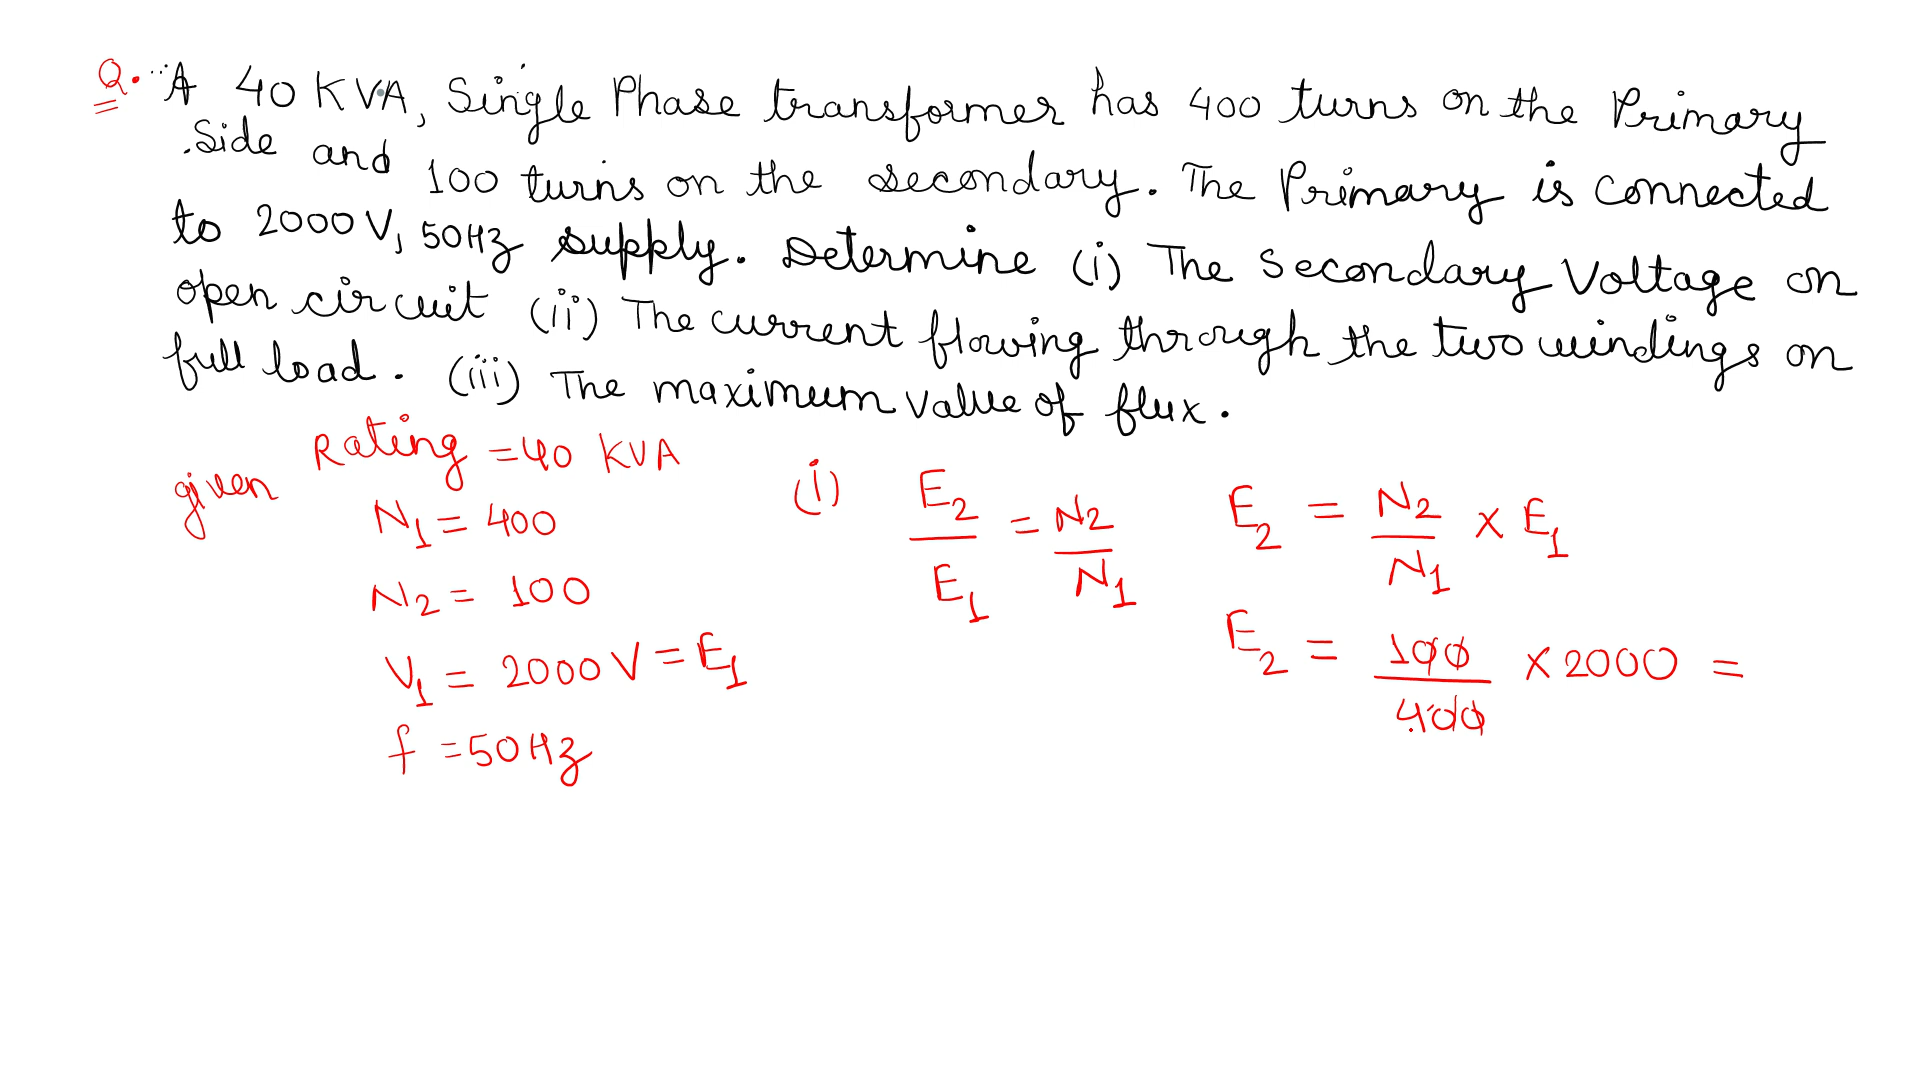 Q. A 40 KVA, Single Phase transformer has 400 turns on the Primary
Side and 100 turns on the secondary. The Primary is connected
to 2000 V, 50Hz supply. Determine (i) The Secondary Voltage on
open circuit (ii) The current flowing through the two windings on
full load. (iii) The maximum value of flux.
given Rating = 40 KVA
N1 = 400
N2 = 100
V1 = 2000 V = E1
f = 50Hz
(i) E2/E1 = N2/N1
E2 = N2/N1 × E1
E2 = 100/400 × 2000 =